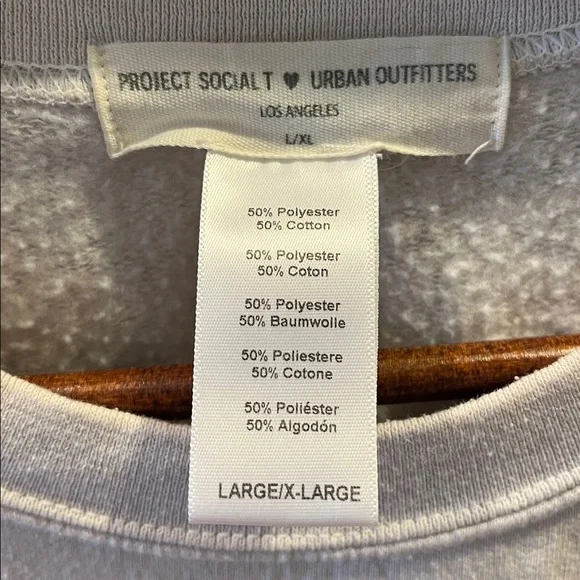 PROJECT SOCIAL T ♥ URBAN OUTFITTERS
LOS ANGELES
L/XL
50% Polyester
50% Cotton
50% Polyester
50% Coton
50% Polyester
50% Baumwolle
50% Poliestere
50% Cotone
50% Poliéster
50% Algodón
LARGE/X-LARGE